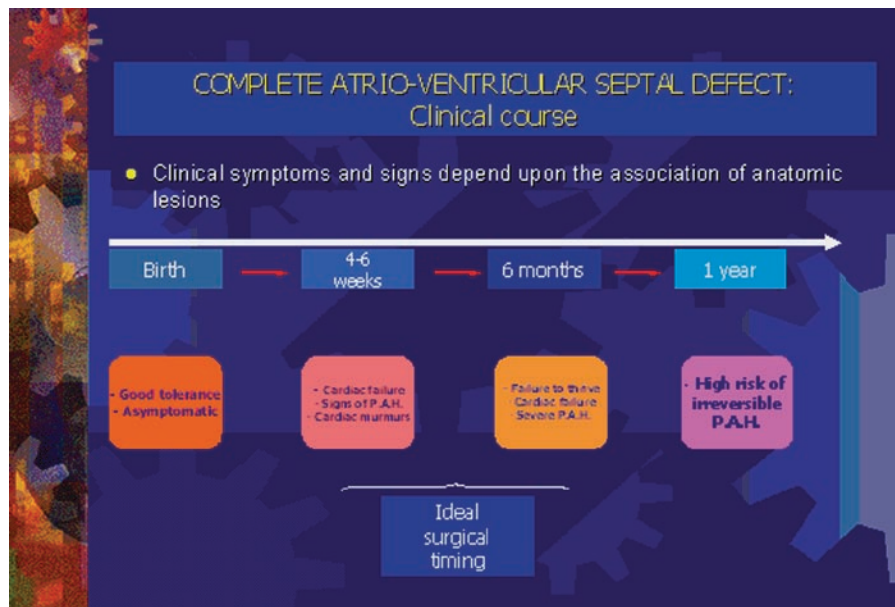 COMPLETE ATRIO-VENTRICULAR SEPTAL DEFECT:
Clinical course
• Clinical symptoms and signs depend upon the association of anatomic
lesions
Birth
4-6
weeks
6 months
1 year
- Good tolerance
- Asymptomatic
- Cardiac failure
- Signs of P.A.H.
- Cardiac murmurs
- Failure to thrive
- Cardiac failure
- Severe P.A.H.
- High risk of
irreversible
P.A.H.
Ideal
surgical
timing